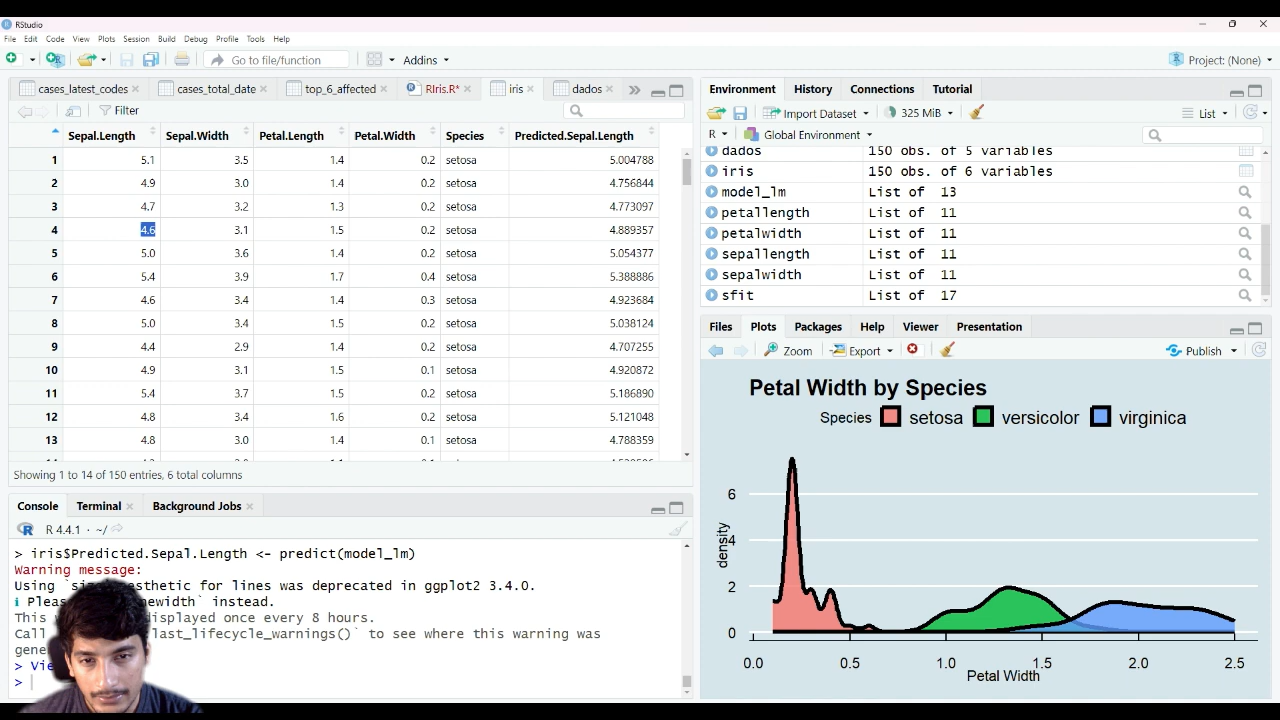 RStudio
File Edit Code View Plots Session Build Debug Profile Tools Help
Go to file/function Addins Project: (None)
cases_latest_codes cases_total_date top_6_affected RIris.R* iris dados
Filter
Sepal.Length Sepal.Width Petal.Length Petal.Width Species Predicted.Sepal.Length
1 5.1 3.5 1.4 0.2 setosa 5.004788
2 4.9 3.0 1.4 0.2 setosa 4.756844
3 4.7 3.2 1.3 0.2 setosa 4.773097
4 4.6 3.1 1.5 0.2 setosa 4.889357
5 5.0 3.6 1.4 0.2 setosa 5.054377
6 5.4 3.9 1.7 0.4 setosa 5.388886
7 4.6 3.4 1.4 0.3 setosa 4.923684
8 5.0 3.4 1.5 0.2 setosa 5.038124
9 4.4 2.9 1.4 0.2 setosa 4.707255
10 4.9 3.1 1.5 0.1 setosa 4.920872
11 5.4 3.7 1.5 0.2 setosa 5.186890
12 4.8 3.4 1.6 0.2 setosa 5.121048
13 4.8 3.0 1.4 0.1 setosa 4.788359
Showing 1 to 14 of 150 entries, 6 total columns
Console Terminal Background Jobs
R 4.4.1 · ~/
> iris$Predicted.Sepal.Length <- predict(model_lm)
Warning message:
Using aesthetic for lines was deprecated in ggplot2 3.4.0.
i instead.
This displayed once every 8 hours.
Call last_lifecycle_warnings()` to see where this warning was
>
>
Environment History Connections Tutorial
Import Dataset 325 MiB List
R Global Environment
dados 150 obs. of 5 variables
iris 150 obs. of 6 variables
model_lm List of 13
petallength List of 11
petalwidth List of 11
sepallength List of 11
sepalwidth List of 11
sfit List of 17
Files Plots Packages Help Viewer Presentation
Zoom Export Publish
Petal Width by Species
Species setosa versicolor virginica
6
4
2
0
density
0.0 0.5 1.0 1.5 2.0 2.5
Petal Width